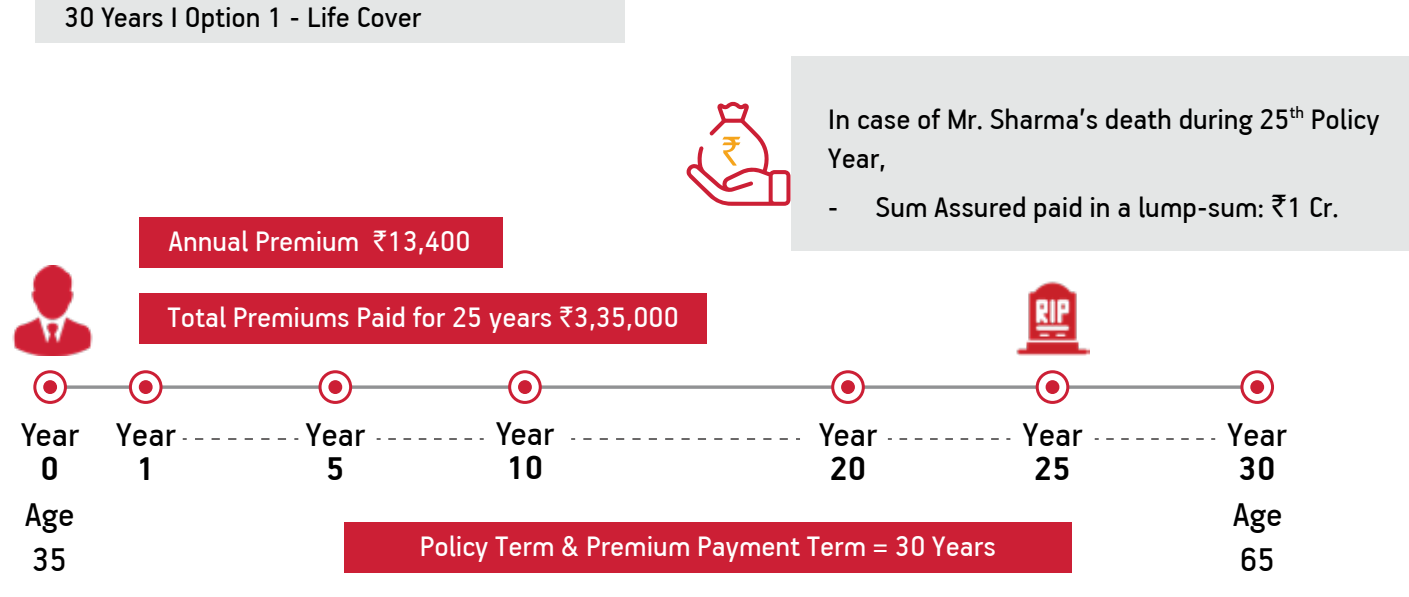 30 Years I Option 1 - Life Cover
In case of Mr. Sharma's death during 25th Policy
Year,
- Sum Assured paid in a lump-sum: ₹1 Cr.
₹
Annual Premium ₹13,400
Total Premiums Paid for 25 years ₹3,35,000
RIP
Year Year Year Year Year Year Year
0 1 5 10 20 25 30
Age Age
35 65
Policy Term & Premium Payment Term = 30 Years